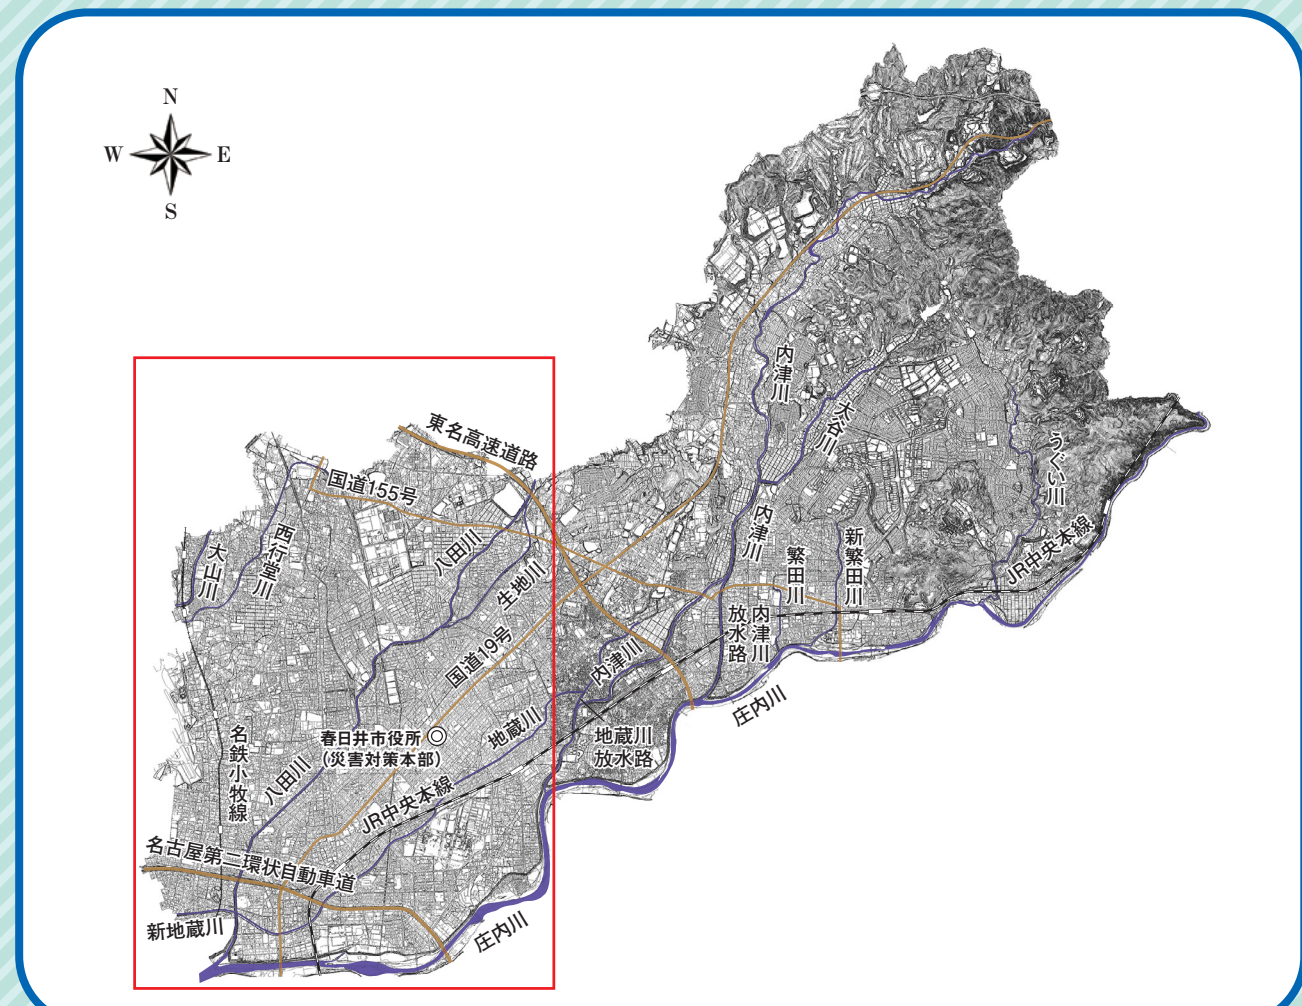 N
W E
S
東名高速道路
国道155号
西行堂川
大山川
八田川
生地川
国道19号
内津川
大谷川
うぐい川
内津川
繁田川
新繁田川
JR中央本線
内津川
放水路
内津川
庄内川
地蔵川
放水路
地蔵川
春日井市役所
(災害対策本部)
名鉄小牧線
八田川
JR中央本線
名古屋第二環状自動車道
新地蔵川
庄内川